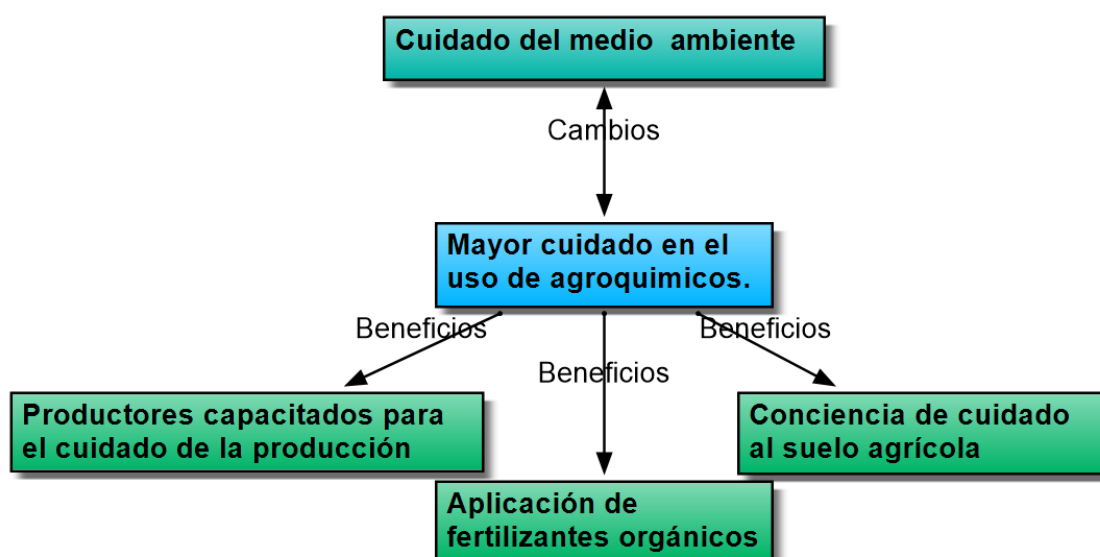 Cuidado del medio  ambiente
Cambios
Mayor cuidado en el
uso de agroquimicos.
Beneficios
Beneficios
Beneficios
Productores capacitados para
el cuidado de la producción
Aplicación de
fertilizantes orgánicos
Conciencia de cuidado
al suelo agrícola